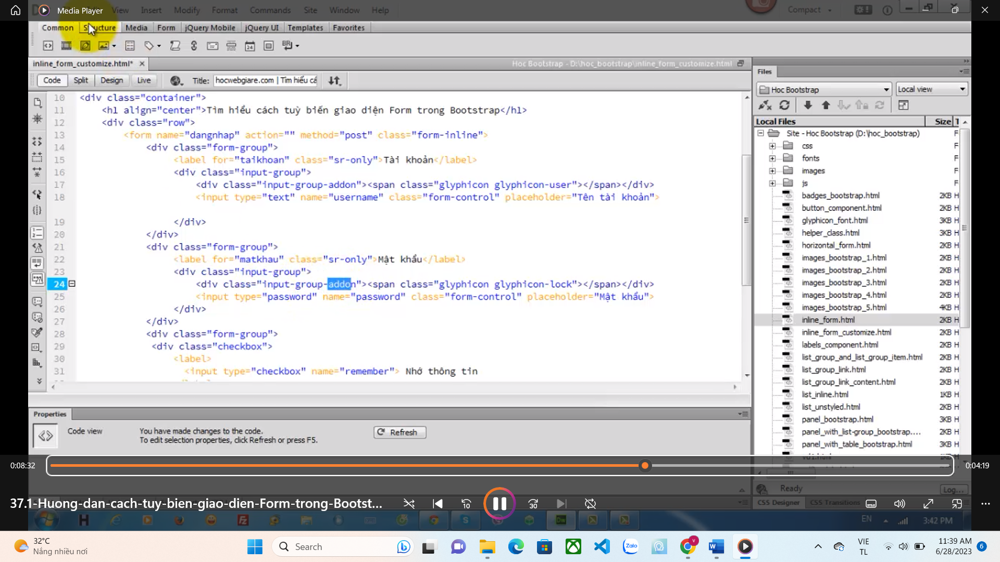 Media Player
View Insert Modify Format Commands Site Window Help
Compact
Common Structure Media Form jQuery Mobile jQuery UI Templates Favorites
inline_form_customize.html*
Hoc Bootstrap - D:\hoc_bootstrap\inline_form_customize.html
Code Split Design Live Title: hocwebgiare.com | Tìm hiểu cá
10 <div class="container">
11 <h1 align="center">Tìm hiểu cách tuỳ biến giao diện Form trong Bootstrap</h1>
12 <div class="row">
13 <form name="dangnhap" action="" method="post" class="form-inline">
14 <div class="form-group">
15 <label for="taikhoan" class="sr-only">Tài khoản</label>
16 <div class="input-group">
17 <div class="input-group-addon"><span class="glyphicon glyphicon-user"></span></div>
18 <input type="text" name="username" class="form-control" placeholder="Tên tài khoản">
19 </div>
20 </div>
21 <div class="form-group">
22 <label for="matkhau" class="sr-only">Mật khẩu</label>
23 <div class="input-group">
24 <div class="input-group-addon"><span class="glyphicon glyphicon-lock"></span></div>
25 <input type="password" name="password" class="form-control" placeholder="Mật khẩu">
26 </div>
27 </div>
28 <div class="form-group">
29 <div class="checkbox">
30 <label>
31 <input type="checkbox" name="remember"> Nhớ thông tin
Files
Hoc Bootstrap Local view
Local Files Size T
Site - Hoc Bootstrap (D:\hoc_bootstrap) F
css F
fonts F
images F
js F
badges_bootstrap.html 2KB H
button_component.html 2KB H
glyphicon_font.html 3KB H
helper_class.html 2KB H
horizontal_form.html 2KB H
images_bootstrap_1.html 2KB H
images_bootstrap_2.html 2KB H
images_bootstrap_3.html 2KB H
images_bootstrap_4.html 2KB H
images_bootstrap_5.html 4KB H
inline_form.html 2KB H
inline_form_customize.html 2KB H
labels_component.html 2KB H
list_group_and_list_group_item.html 2KB H
list_group_link.html 2KB H
list_group_link_content.html 2KB H
list_inline.html 1KB H
list_unstyled.html 2KB H
panel_bootstrap.html 3KB H
panel_with_list-group_bootstrap.... 2KB H
panel_with_table_bootstrap.html 3KB H
Properties
Code view
You have made changes to the code.
To edit selection properties, click Refresh or press F5.
Refresh
0:08:32
0:04:19
Ready Log...
37.1-Huong-dan-cach-tuy-bien-giao-dien-Form-trong-Bootst...
10
30
CSS Designer CSS Transitions
EN 3:42 PM
32°C
Nắng nhiều nơi
Search
Zalo
VIE
TL
11:39 AM
6/28/2023
6